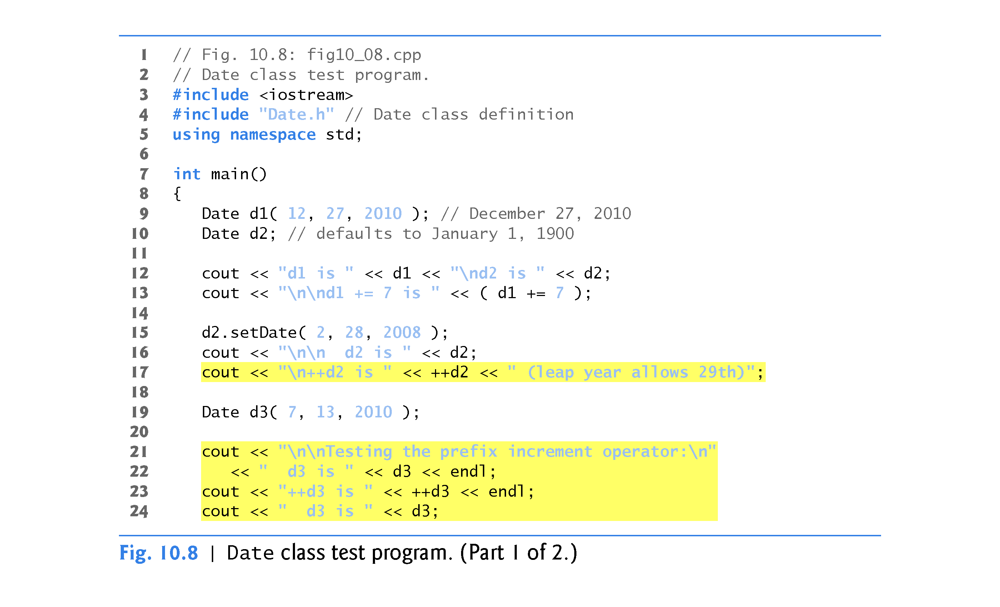 1 // Fig. 10.8: fig10_08.cpp
2 // Date class test program.
3 #include <iostream>
4 #include "Date.h" // Date class definition
5 using namespace std;
6
7 int main()
8 {
9    Date d1( 12, 27, 2010 ); // December 27, 2010
10    Date d2; // defaults to January 1, 1900
11
12    cout << "d1 is " << d1 << "\nd2 is " << d2;
13    cout << "\n\nd1 += 7 is " << ( d1 += 7 );
14
15    d2.setDate( 2, 28, 2008 );
16    cout << "\n\n  d2 is " << d2;
17    cout << "\n++d2 is " << ++d2 << " (leap year allows 29th)";
18
19    Date d3( 7, 13, 2010 );
20
21    cout << "\n\nTesting the prefix increment operator:\n"
22       << "  d3 is " << d3 << endl;
23    cout << "++d3 is " << ++d3 << endl;
24    cout << "  d3 is " << d3;
Fig. 10.8 | Date class test program. (Part 1 of 2.)